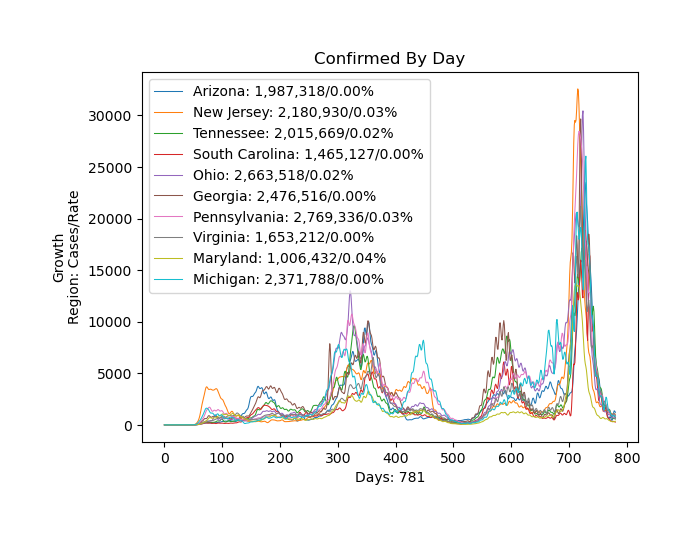 Confirmed By Day
Arizona: 1,987,318/0.00%
New Jersey: 2,180,930/0.03%
Tennessee: 2,015,669/0.02%
South Carolina: 1,465,127/0.00%
Ohio: 2,663,518/0.02%
Georgia: 2,476,516/0.00%
Pennsylvania: 2,769,336/0.03%
Virginia: 1,653,212/0.00%
Maryland: 1,006,432/0.04%
Michigan: 2,371,788/0.00%
Growth
Region: Cases/Rate
30000
25000
20000
15000
10000
5000
0
0 100 200 300 400 500 600 700 800
Days: 781